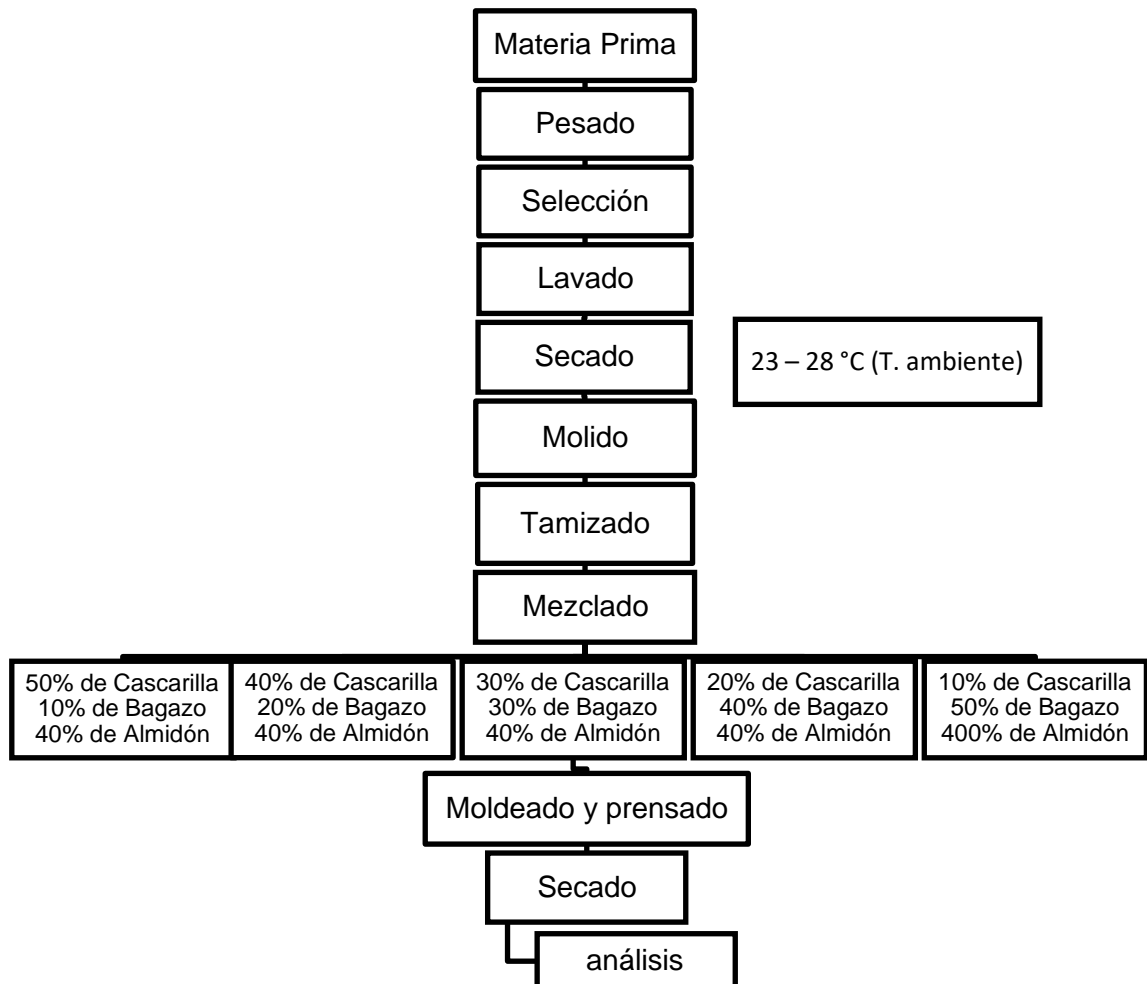 Materia Prima
Pesado
Selección
Lavado
Secado
23 – 28 °C (T. ambiente)
Molido
Tamizado
Mezclado
50% de Cascarilla
10% de Bagazo
40% de Almidón
40% de Cascarilla
20% de Bagazo
40% de Almidón
30% de Cascarilla
30% de Bagazo
40% de Almidón
20% de Cascarilla
40% de Bagazo
40% de Almidón
10% de Cascarilla
50% de Bagazo
400% de Almidón
Moldeado y prensado
Secado
análisis